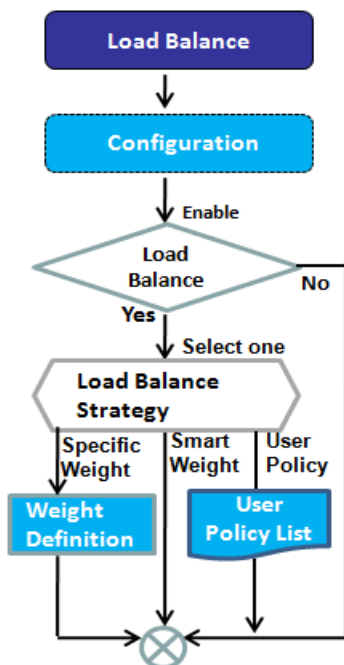 Load Balance
Configuration
Enable
Load
Balance
No
Yes
Select one
Load Balance
Strategy
Specific
Weight
Smart
Weight
User
Policy
Weight
Definition
User
Policy List